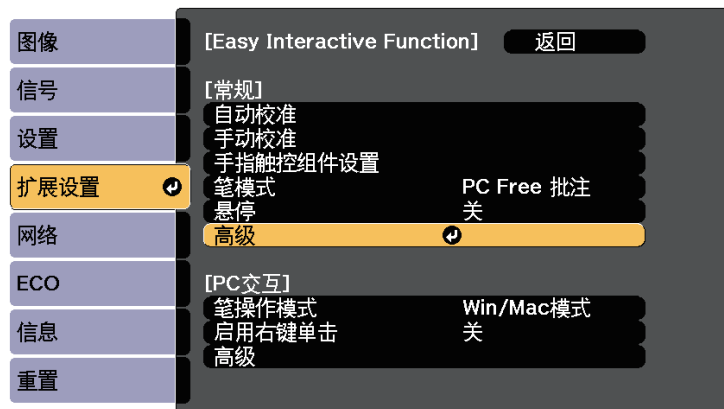 图像
信号
设置
扩展设置
网络
ECO
信息
重置
[Easy Interactive Function] 返回
[常规]
自动校准
手动校准
手指触控组件设置
笔模式 PC Free 批注
悬停 关
高级
[PC交互]
笔操作模式 Win/Mac模式
启用右键单击 关
高级